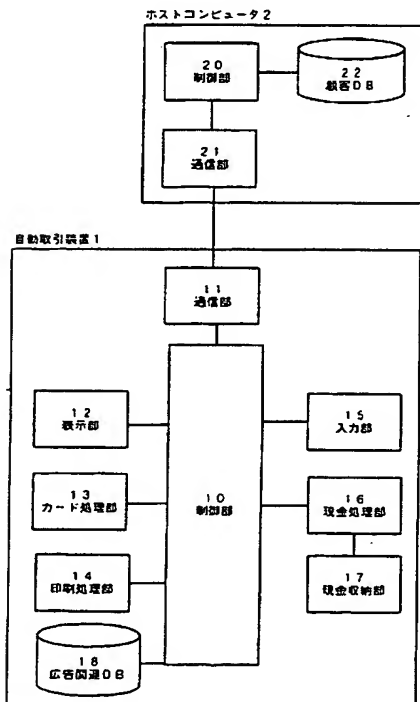 ホストコンピュータ2
20
制御部
22
顧客DB
21
通信部
自動取引装置1
11
通信部
12
表示部
15
入力部
13
カード処理部
10
制御部
16
現金処理部
14
印刷処理部
17
現金収納部
18
広告関連DB